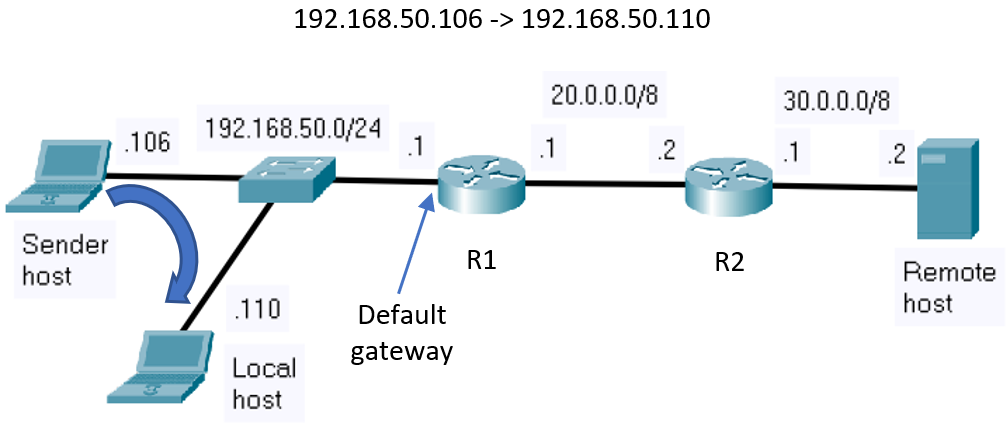 192.168.50.106 -> 192.168.50.110
20.0.0.0/8
30.0.0.0/8
.106
192.168.50.0/24
.1
.1
.2
.1
.2
Sender
host
R1
R2
Remote
host
.110
Default
gateway
Local
host